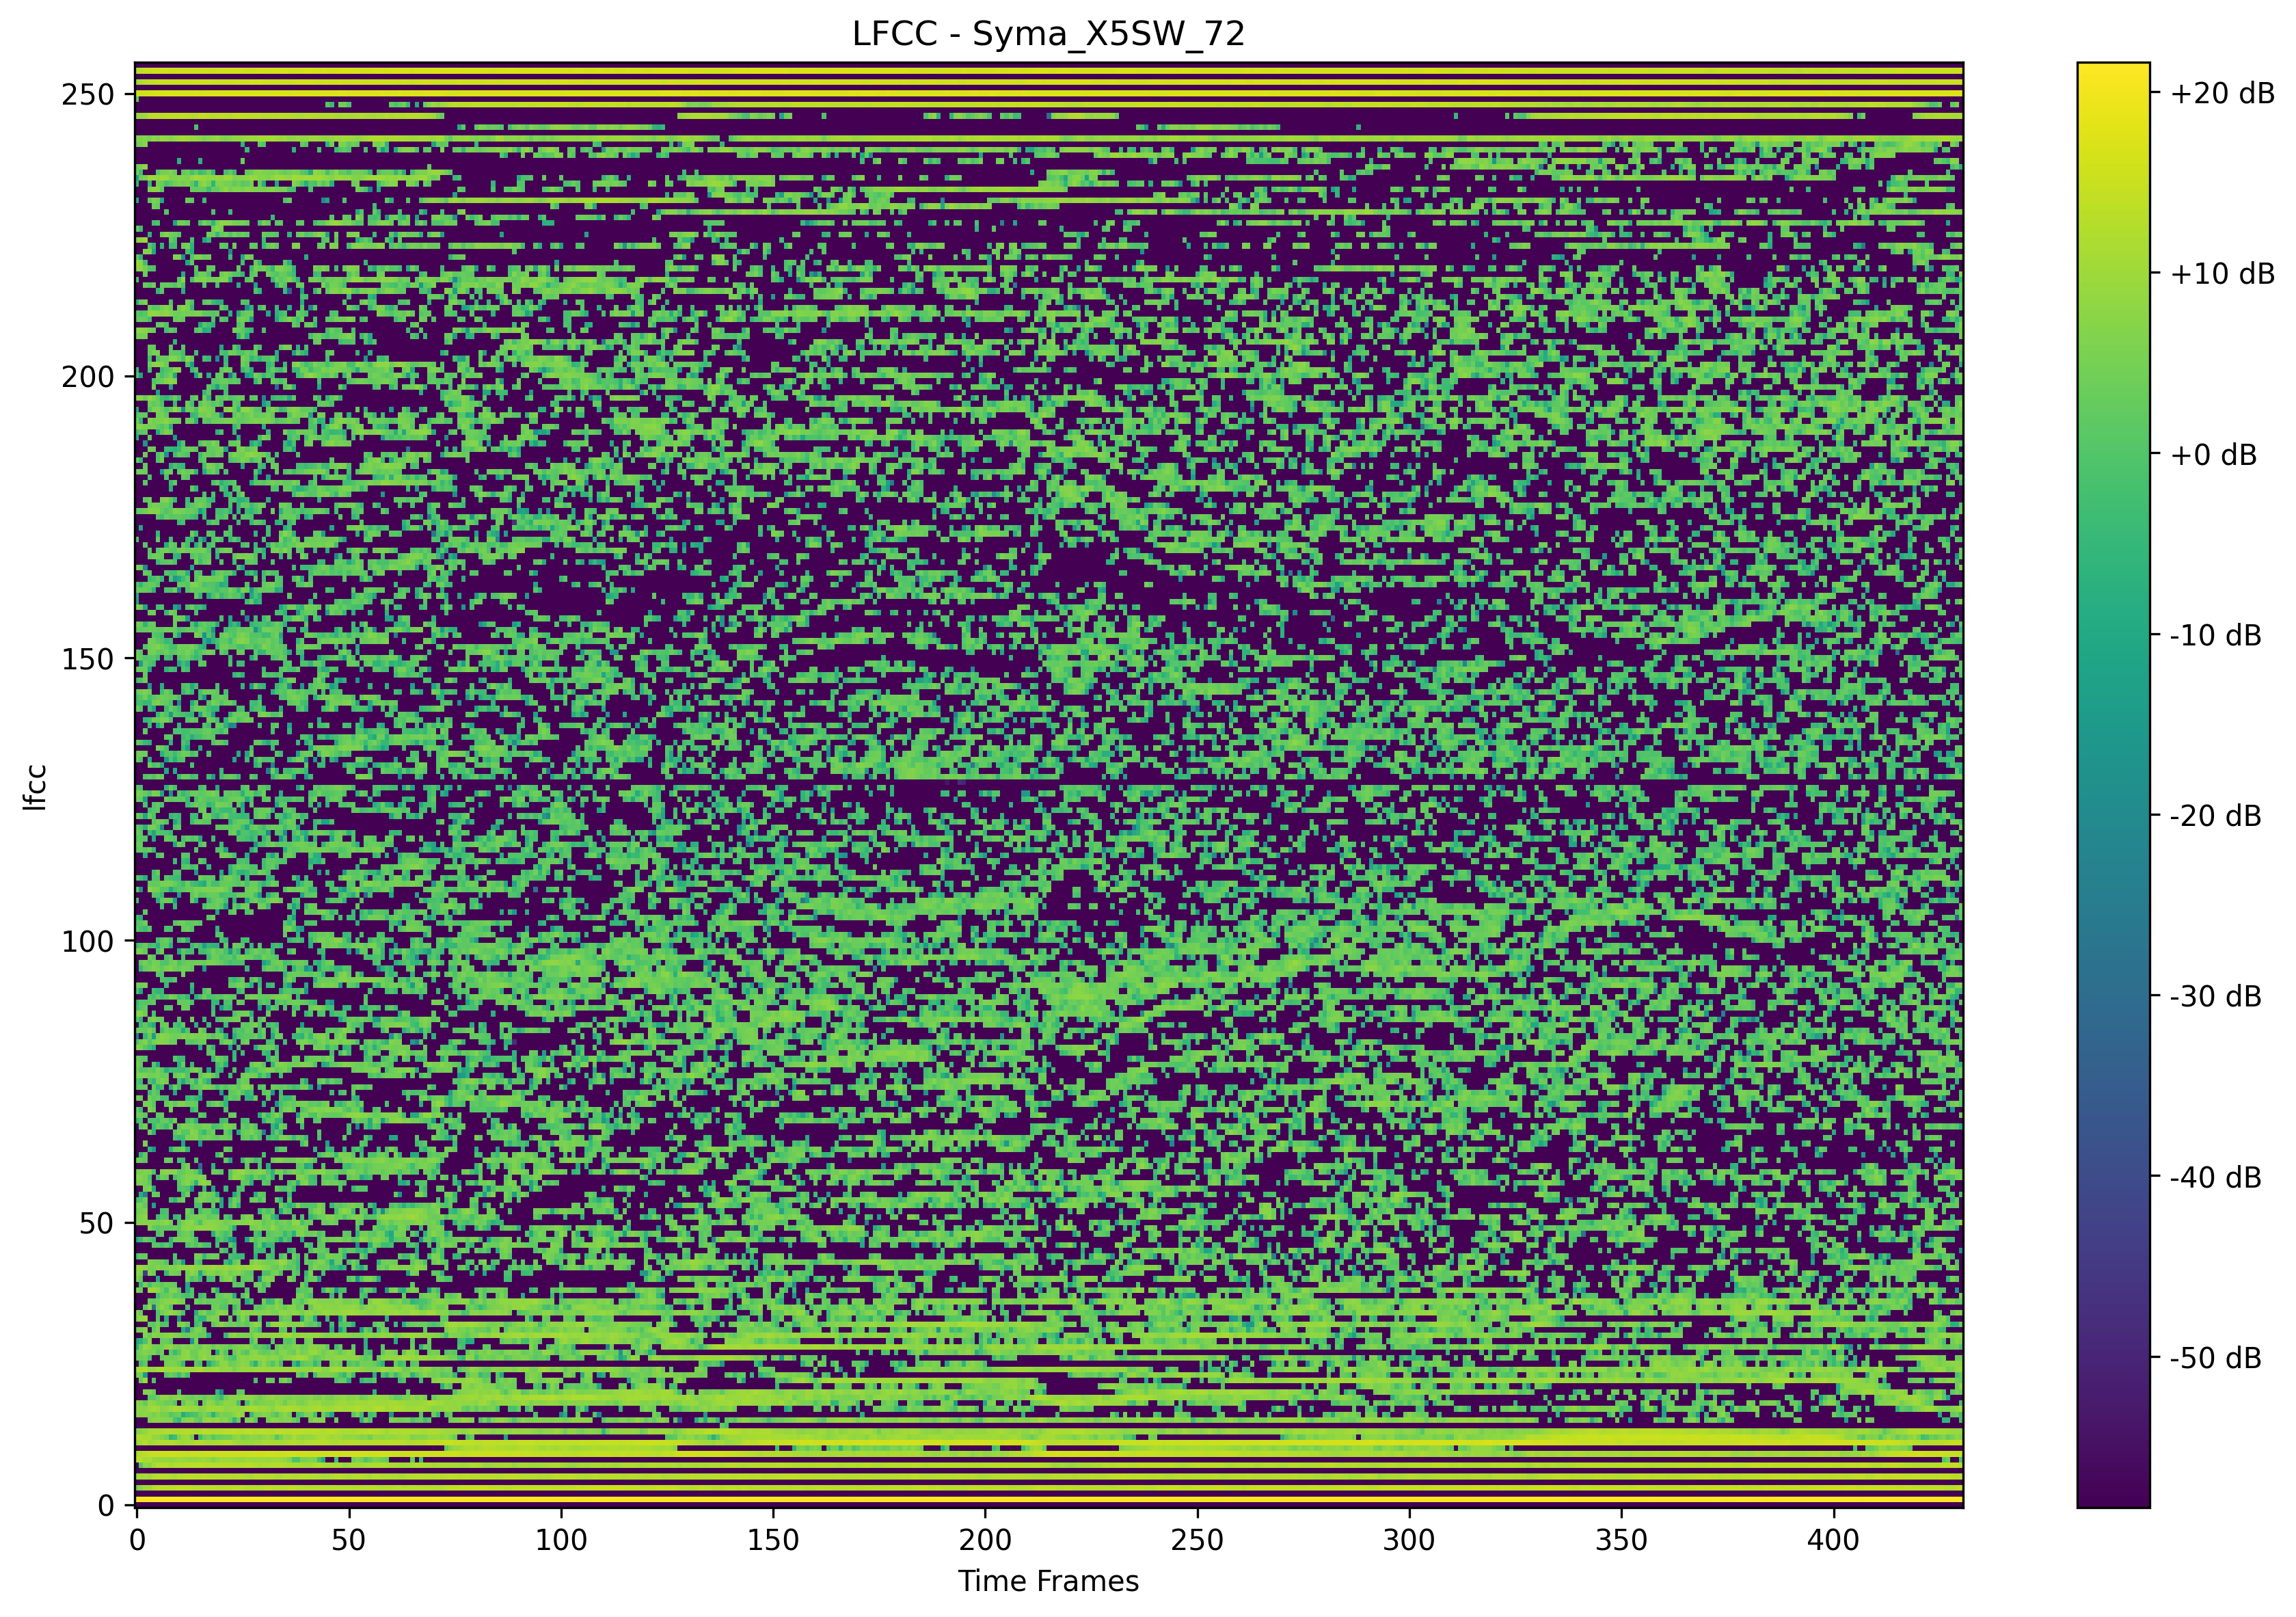 LFCC - Syma_X5SW_72
250
200
150
100
50
0
lfcc
0 50 100 150 200 250 300 350 400
Time Frames
+20 dB
+10 dB
+0 dB
-10 dB
-20 dB
-30 dB
-40 dB
-50 dB